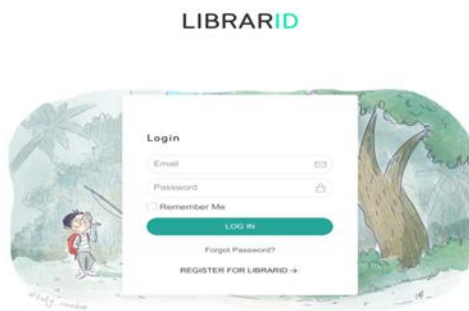 LIBRARID
Login
Email
Password
Remember Me
LOG IN
Forgot Password?
REGISTER FOR LIBRARID →